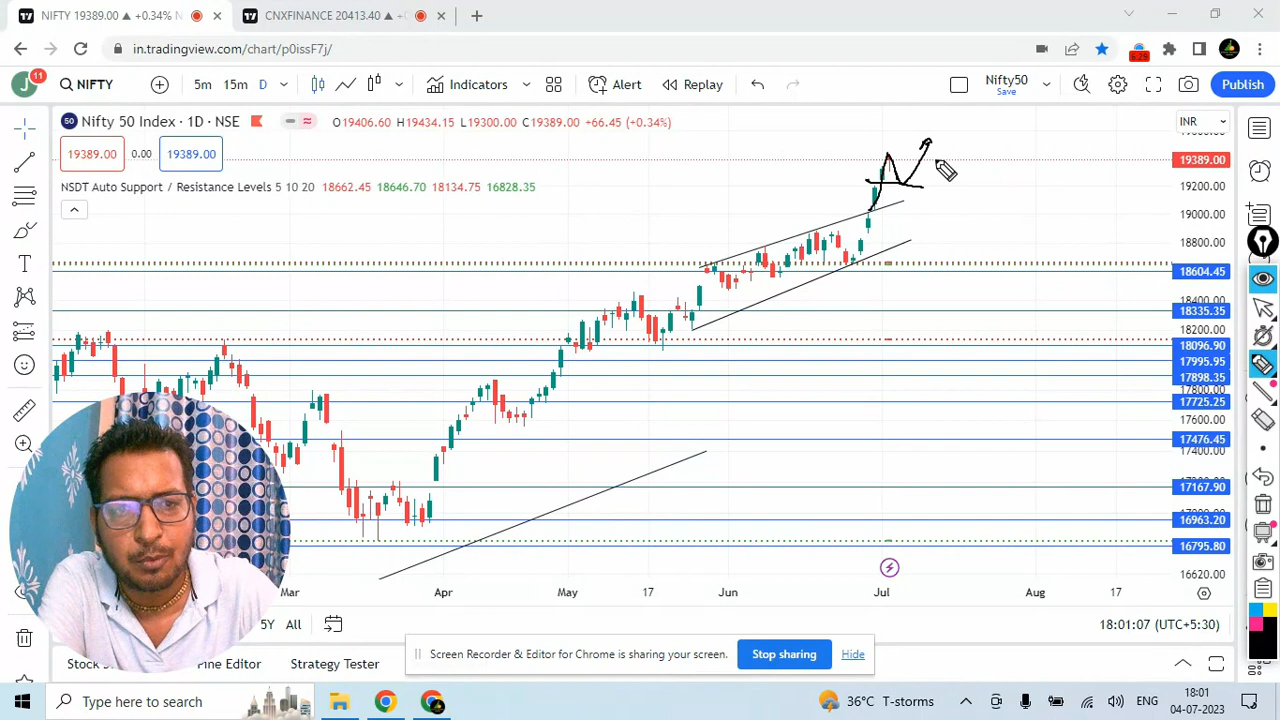 NIFTY 19389.00 ▲ +0.34% N
CNXFINANCE 20413.40 ▲ +0
in.tradingview.com/chart/p0issF7j/
6:29
11
J
NIFTY
5m
15m
D
Indicators
Alert
Replay
Nifty50
Save
Publish
50
Nifty 50 Index · 1D · NSE
O19406.60 H19434.15 L19300.00 C19389.00 +66.45 (+0.34%)
INR
19389.00
0.00
19389.00
19389.00
NSDT Auto Support / Resistance Levels 5 10 20 18662.45 18646.70 18134.75 16828.35
19200.00
19000.00
18800.00
18604.45
18400.00
18335.35
18200.00
18096.90
17995.95
17898.35
17725.25
17600.00
17476.45
17400.00
17167.90
16963.20
16795.80
16620.00
Mar
Apr
May
17
Jun
Jul
Aug
17
5Y
All
18:01:07 (UTC+5:30)
Screen Recorder & Editor for Chrome is sharing your screen.
Stop sharing
Hide
Stock
Pine Editor
Strategy Tester
Type here to search
36°C T-storms
ENG
18:01
04-07-2023